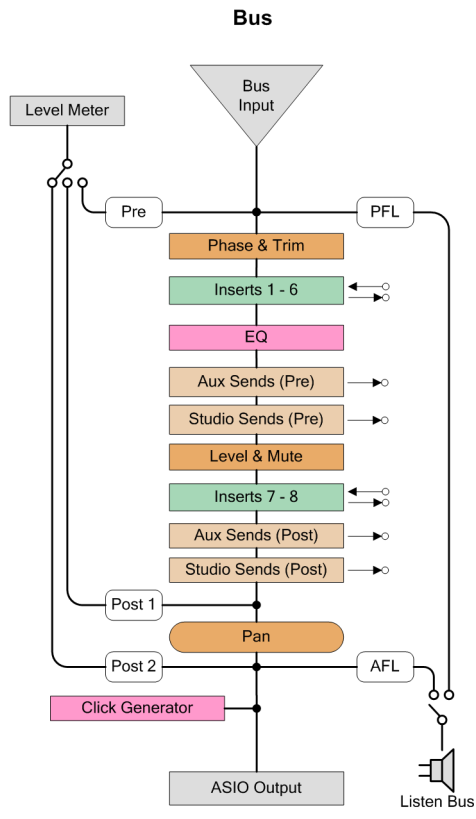 Bus
Bus
Input
Level Meter
Pre
PFL
Phase & Trim
Inserts 1 - 6
EQ
Aux Sends (Pre)
Studio Sends (Pre)
Level & Mute
Inserts 7 - 8
Aux Sends (Post)
Studio Sends (Post)
Post 1
Pan
Post 2
AFL
Click Generator
ASIO Output
Listen Bus